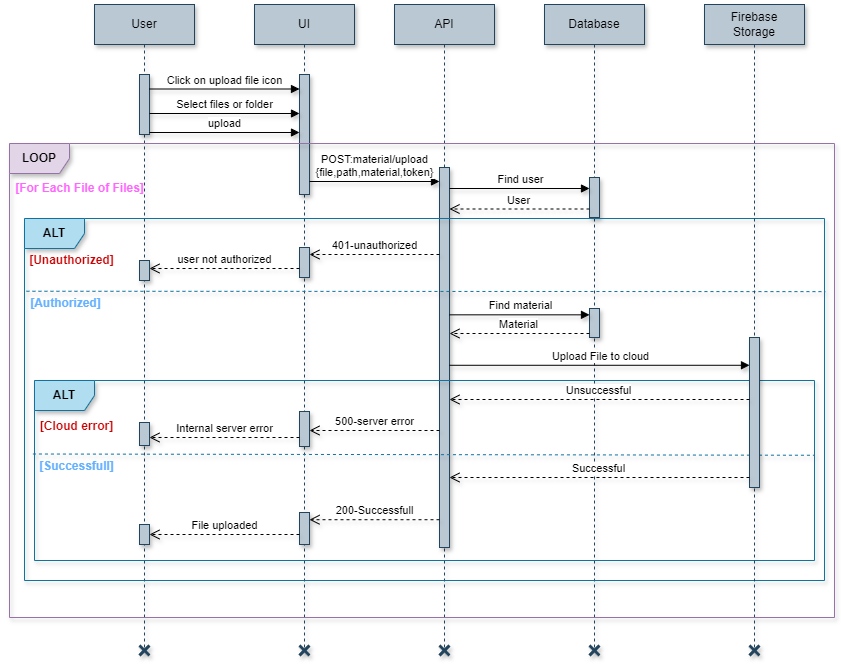 User
UI
API
Database
Firebase
Storage
Click on upload file icon
Select files or folder
upload
LOOP
[For Each File of Files]
POST:material/upload
{file,path,material,token}
Find user
User
ALT
[Unauthorized]
401-unauthorized
user not authorized
[Authorized]
Find material
Material
Upload File to cloud
ALT
Unsuccessful
[Cloud error]
500-server error
Internal server error
[Successfull]
Successful
200-Successfull
File uploaded